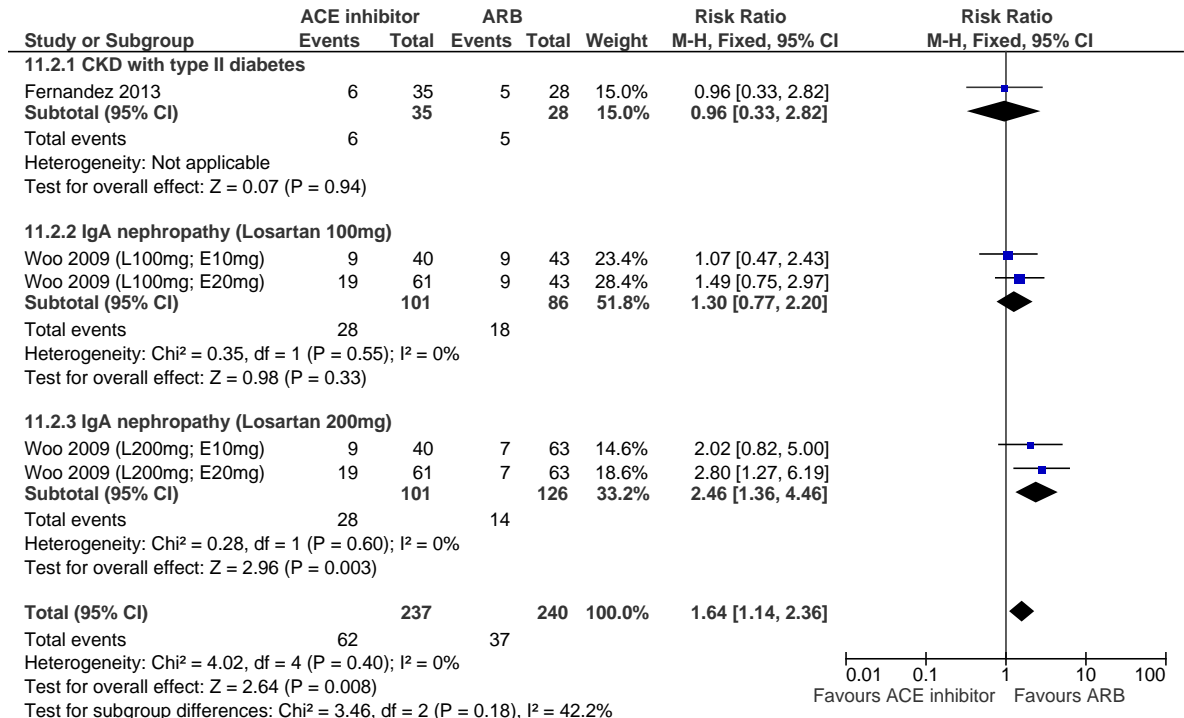 ACE inhibitor ARB Risk Ratio Risk Ratio
Study or Subgroup Events Total Events Total Weight M-H, Fixed, 95% CI M-H, Fixed, 95% CI
11.2.1 CKD with type II diabetes
Fernandez 2013 6 35 5 28 15.0% 0.96 [0.33, 2.82]
Subtotal (95% CI) 35 28 15.0% 0.96 [0.33, 2.82]
Total events 6 5
Heterogeneity: Not applicable
Test for overall effect: Z = 0.07 (P = 0.94)
11.2.2 IgA nephropathy (Losartan 100mg)
Woo 2009 (L100mg; E10mg) 9 40 9 43 23.4% 1.07 [0.47, 2.43]
Woo 2009 (L100mg; E20mg) 19 61 9 43 28.4% 1.49 [0.75, 2.97]
Subtotal (95% CI) 101 86 51.8% 1.30 [0.77, 2.20]
Total events 28 18
Heterogeneity: Chi² = 0.35, df = 1 (P = 0.55); I² = 0%
Test for overall effect: Z = 0.98 (P = 0.33)
11.2.3 IgA nephropathy (Losartan 200mg)
Woo 2009 (L200mg; E10mg) 9 40 7 63 14.6% 2.02 [0.82, 5.00]
Woo 2009 (L200mg; E20mg) 19 61 7 63 18.6% 2.80 [1.27, 6.19]
Subtotal (95% CI) 101 126 33.2% 2.46 [1.36, 4.46]
Total events 28 14
Heterogeneity: Chi² = 0.28, df = 1 (P = 0.60); I² = 0%
Test for overall effect: Z = 2.96 (P = 0.003)
Total (95% CI) 237 240 100.0% 1.64 [1.14, 2.36]
Total events 62 37
Heterogeneity: Chi² = 4.02, df = 4 (P = 0.40); I² = 0%
Test for overall effect: Z = 2.64 (P = 0.008)
Test for subgroup differences: Chi² = 3.46, df = 2 (P = 0.18), I² = 42.2%
0.01 0.1 1 10 100
Favours ACE inhibitor Favours ARB